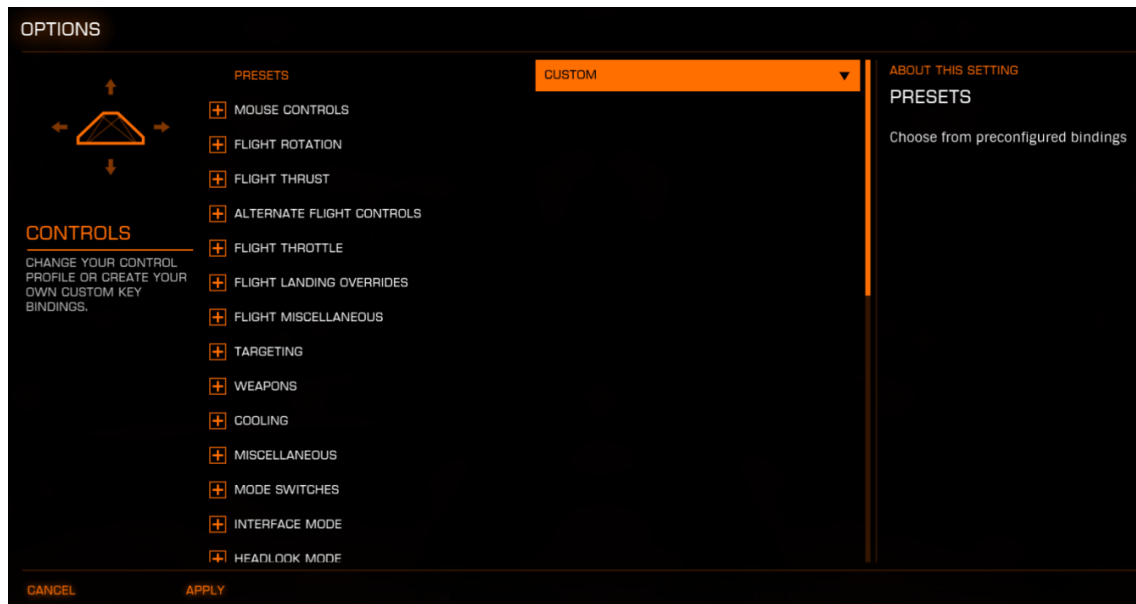 OPTIONS
CONTROLS
CHANGE YOUR CONTROL
PROFILE OR CREATE YOUR
OWN CUSTOM KEY
BINDINGS.
PRESETS
CUSTOM
MOUSE CONTROLS
FLIGHT ROTATION
FLIGHT THRUST
ALTERNATE FLIGHT CONTROLS
FLIGHT THROTTLE
FLIGHT LANDING OVERRIDES
FLIGHT MISCELLANEOUS
TARGETING
WEAPONS
COOLING
MISCELLANEOUS
MODE SWITCHES
INTERFACE MODE
HEADLOOK MODE
ABOUT THIS SETTING
PRESETS
Choose from preconfigured bindings
CANCEL
APPLY